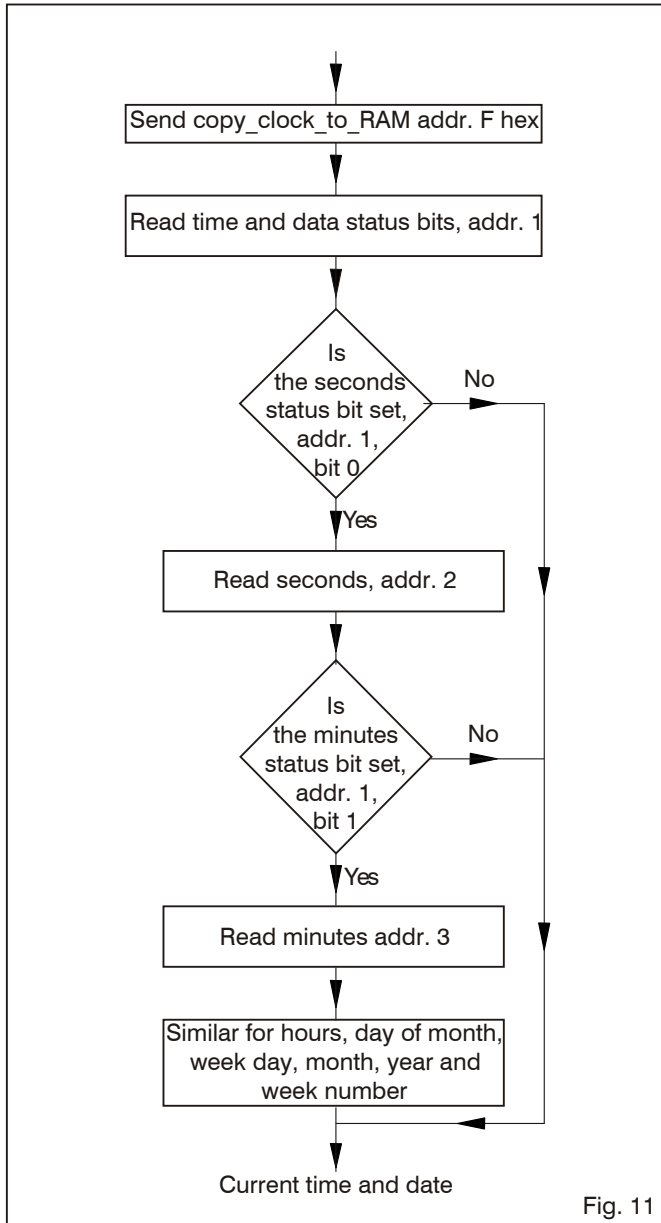 Send copy_clock_to_RAM addr. F hex
Read time and data status bits, addr. 1
Is
the seconds
status bit set,
addr. 1,
bit 0
No
Yes
Read seconds, addr. 2
Is
the minutes
status bit set,
addr. 1,
bit 1
No
Yes
Read minutes addr. 3
Similar for hours, day of month,
week day, month, year and
week number
Current time and date
Fig. 11